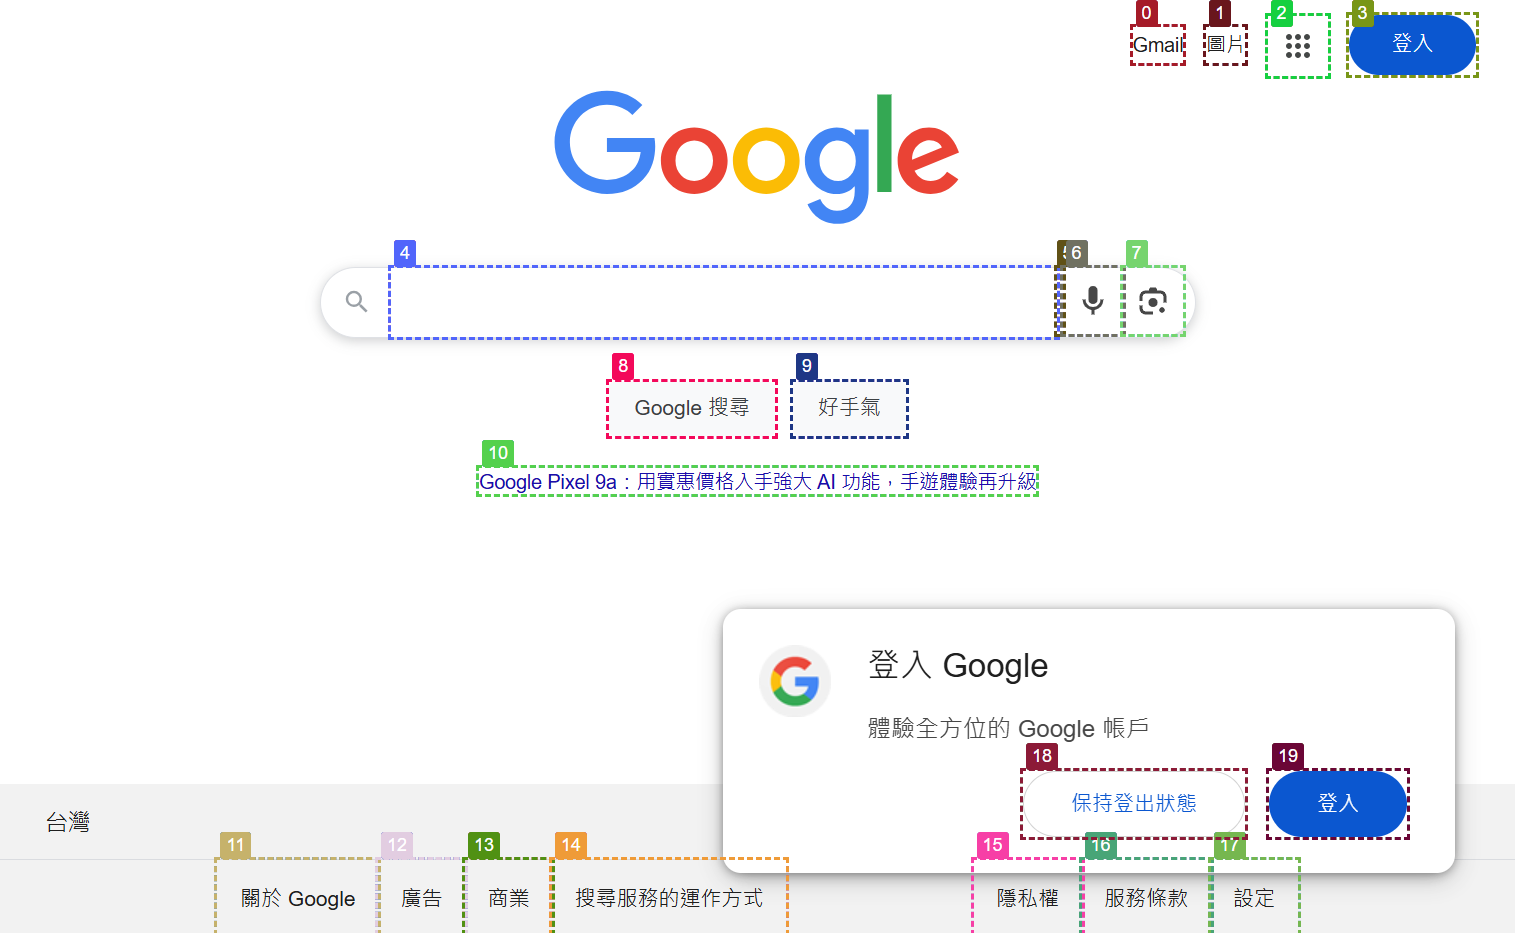 0 1 2 3
Gmail 圖片 登入
Google
4 6 7
8 9
Google 搜尋 好手氣
10
Google Pixel 9a：用實惠價格入手強大 AI 功能，手遊體驗再升級
登入 Google
體驗全方位的 Google 帳戶
18 19
保持登出狀態 登入
台灣
11 12 13 14 15 16 17
關於 Google 廣告 商業 搜尋服務的運作方式 隱私權 服務條款 設定